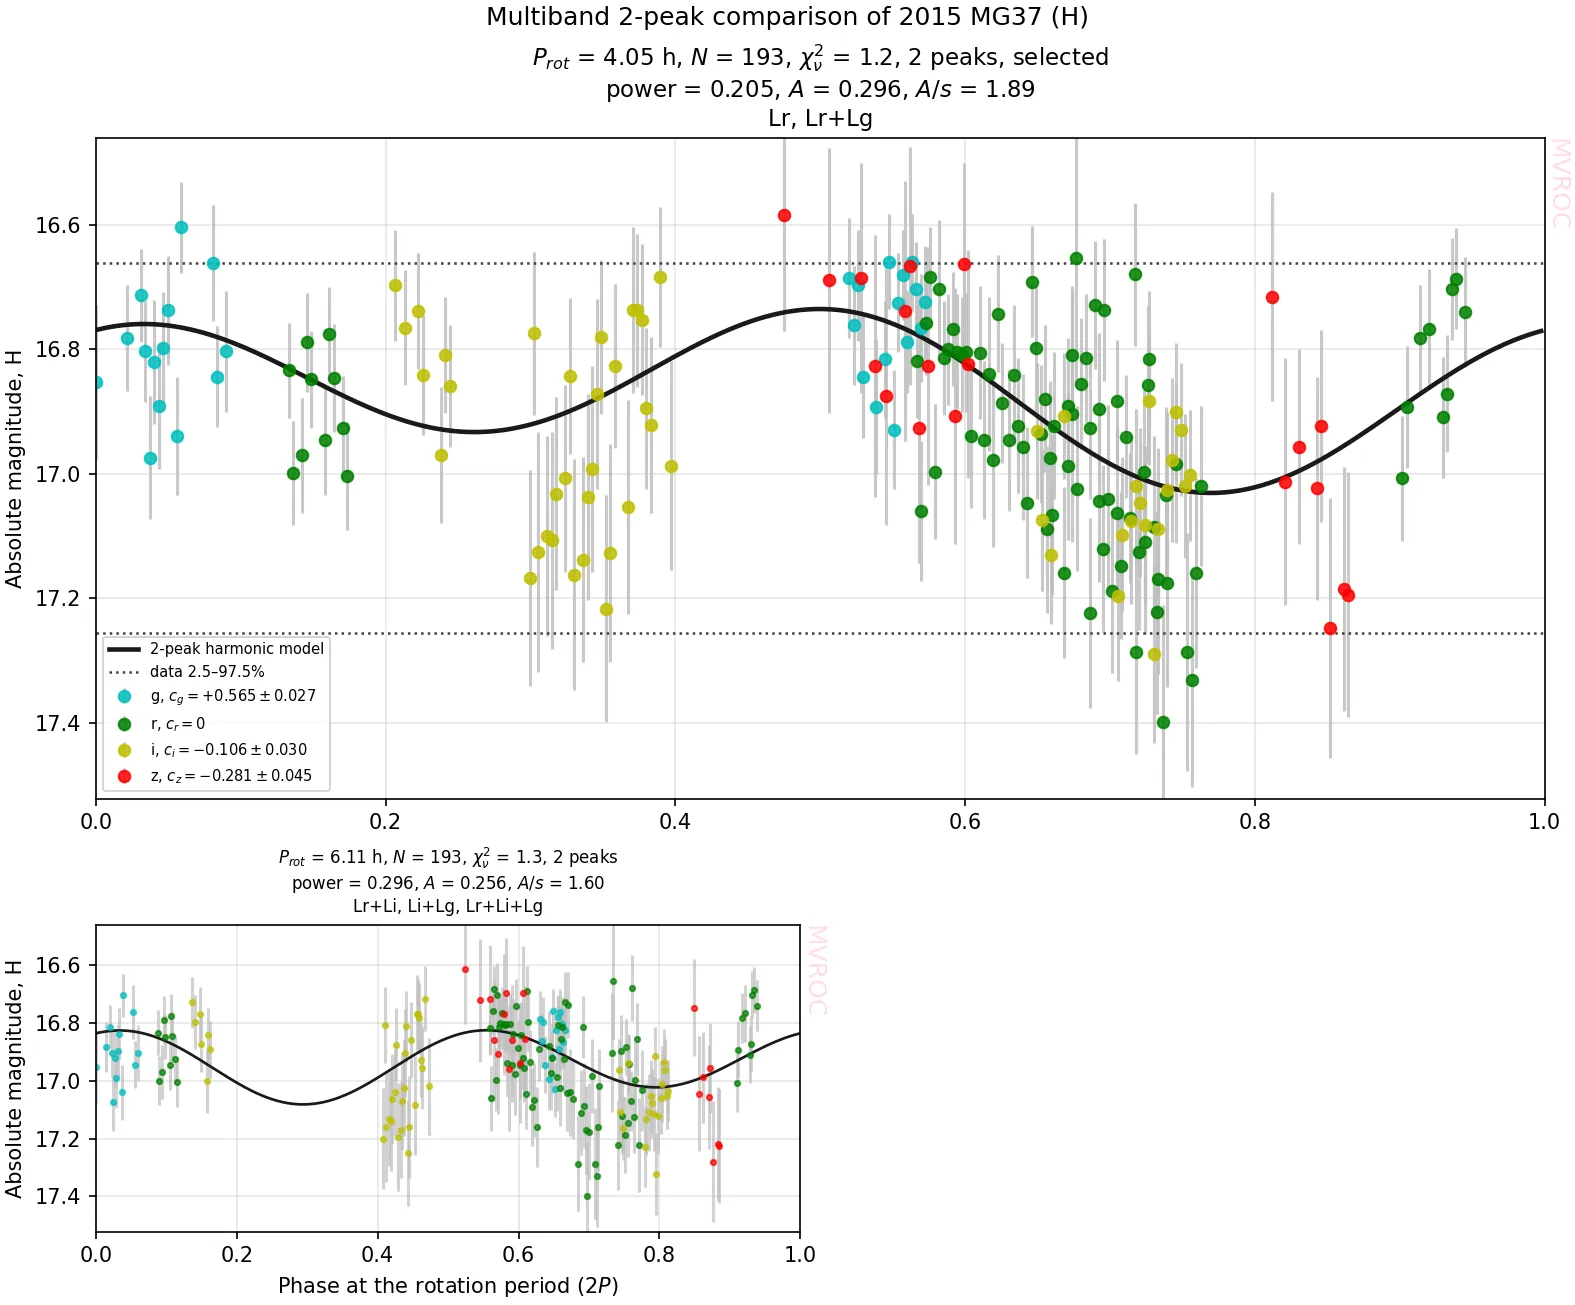 Multiband 2-peak comparison of 2015 MG37 (H)
P_rot = 4.05 h, N = 193, χ²_ν = 1.2, 2 peaks, selected
power = 0.205, A = 0.296, A/s = 1.89
Lr, Lr+Lg
MVROC
16.6
16.8
17.0
17.2
17.4
Absolute magnitude, H
2-peak harmonic model
data 2.5–97.5%
g, c_g = +0.565 ± 0.027
r, c_r = 0
i, c_i = −0.106 ± 0.030
z, c_z = −0.281 ± 0.045
0.0 0.2 0.4 0.6 0.8 1.0
P_rot = 6.11 h, N = 193, χ²_ν = 1.3, 2 peaks
power = 0.296, A = 0.256, A/s = 1.60
Lr+Li, Li+Lg, Lr+Li+Lg
MVROC
16.6
16.8
17.0
17.2
17.4
Absolute magnitude, H
0.0 0.2 0.4 0.6 0.8 1.0
Phase at the rotation period (2P)